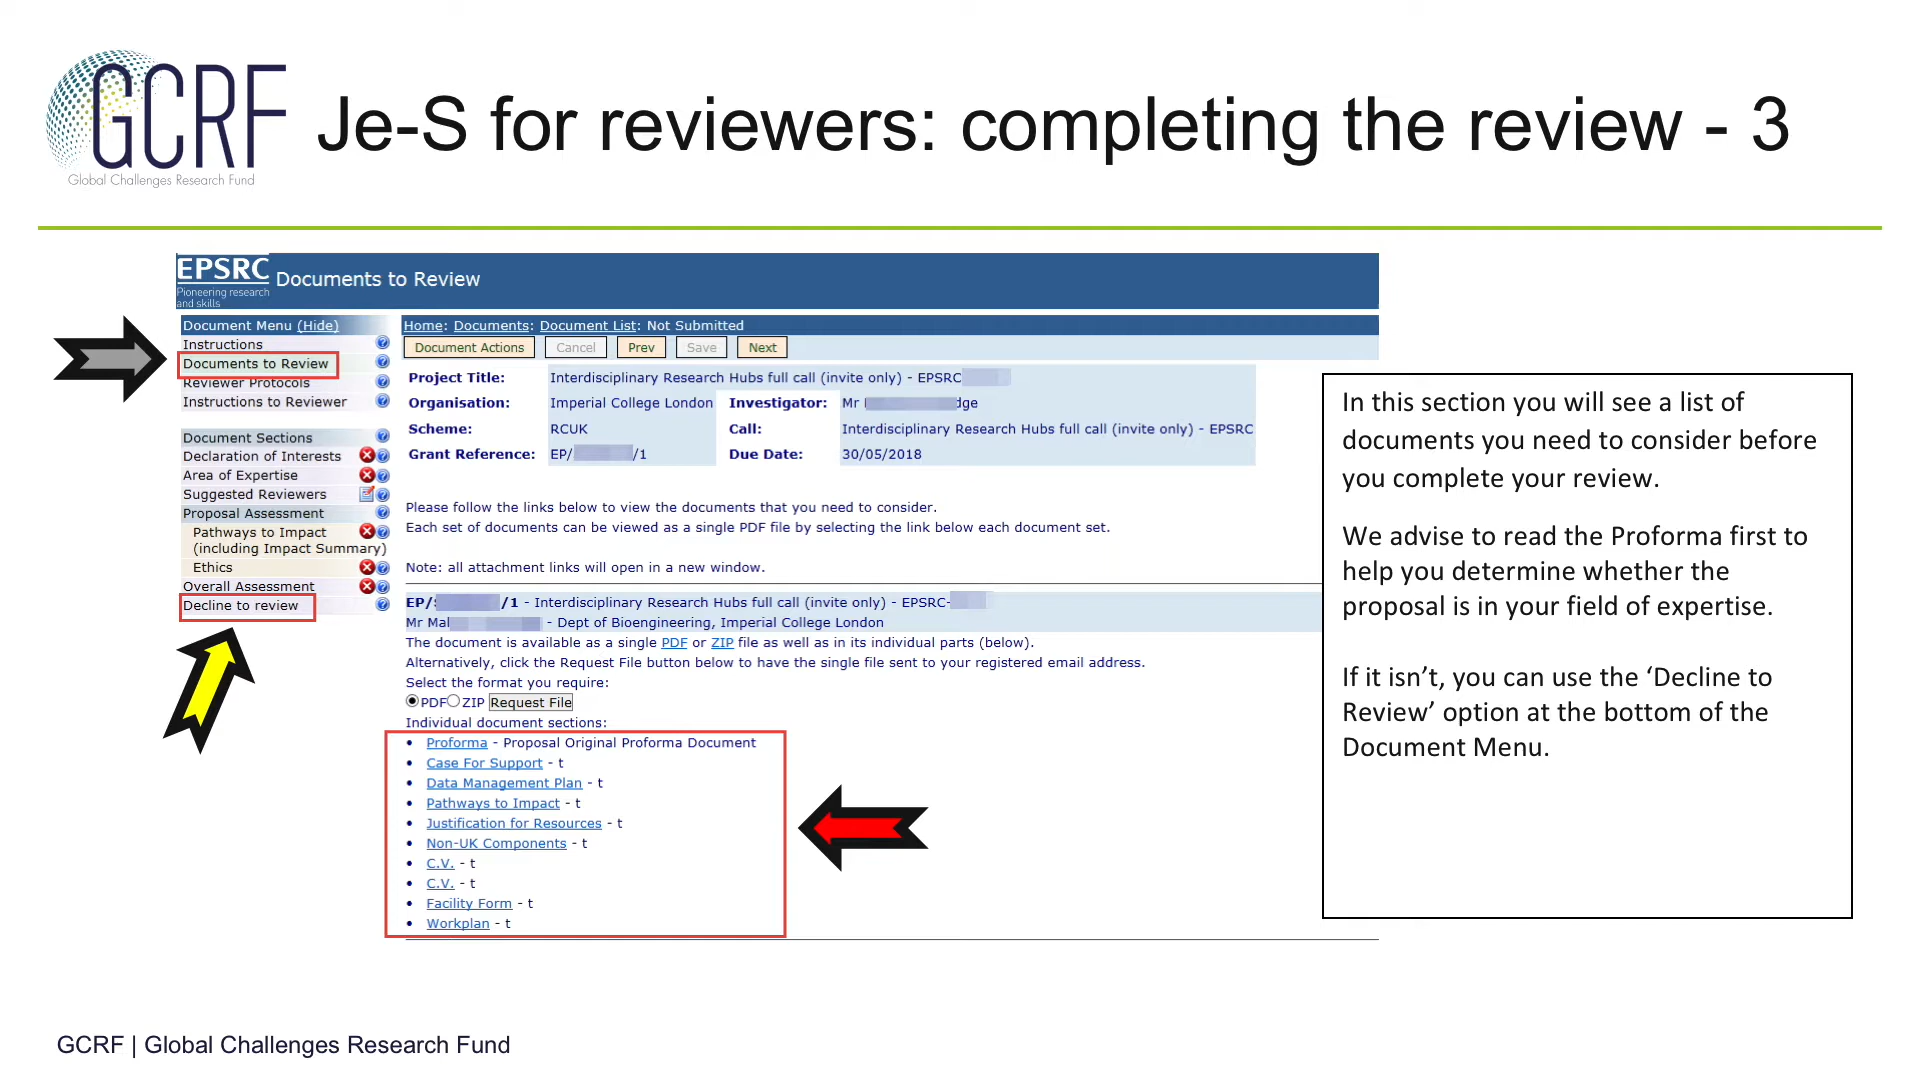 GCRF
Global Challenges Research Fund
Je-S for reviewers: completing the review - 3
EPSRC
Pioneering research
and skills
Documents to Review
Document Menu (Hide)
Instructions
Documents to Review
Reviewer Protocols
Instructions to Reviewer
Document Sections
Declaration of Interests
Area of Expertise
Suggested Reviewers
Proposal Assessment
Pathways to Impact
(including Impact Summary)
Ethics
Overall Assessment
Decline to review
Home: Documents: Document List: Not Submitted
Document Actions Cancel Prev Save Next
Project Title: Interdisciplinary Research Hubs full call (invite only) - EPSRC
Organisation: Imperial College London Investigator: Mr dge
Scheme: RCUK Call: Interdisciplinary Research Hubs full call (invite only) - EPSRC
Grant Reference: EP/ /1 Due Date: 30/05/2018
Please follow the links below to view the documents that you need to consider.
Each set of documents can be viewed as a single PDF file by selecting the link below each document set.
Note: all attachment links will open in a new window.
EP/ /1 - Interdisciplinary Research Hubs full call (invite only) - EPSRC-
Mr Mal - Dept of Bioengineering, Imperial College London
The document is available as a single PDF or ZIP file as well as in its individual parts (below).
Alternatively, click the Request File button below to have the single file sent to your registered email address.
Select the format you require:
PDF ZIP Request File
Individual document sections:
• Proforma - Proposal Original Proforma Document
• Case For Support - t
• Data Management Plan - t
• Pathways to Impact - t
• Justification for Resources - t
• Non-UK Components - t
• C.V. - t
• C.V. - t
• Facility Form - t
• Workplan - t
In this section you will see a list of
documents you need to consider before
you complete your review.
We advise to read the Proforma first to
help you determine whether the
proposal is in your field of expertise.
If it isn’t, you can use the ‘Decline to
Review’ option at the bottom of the
Document Menu.
GCRF | Global Challenges Research Fund